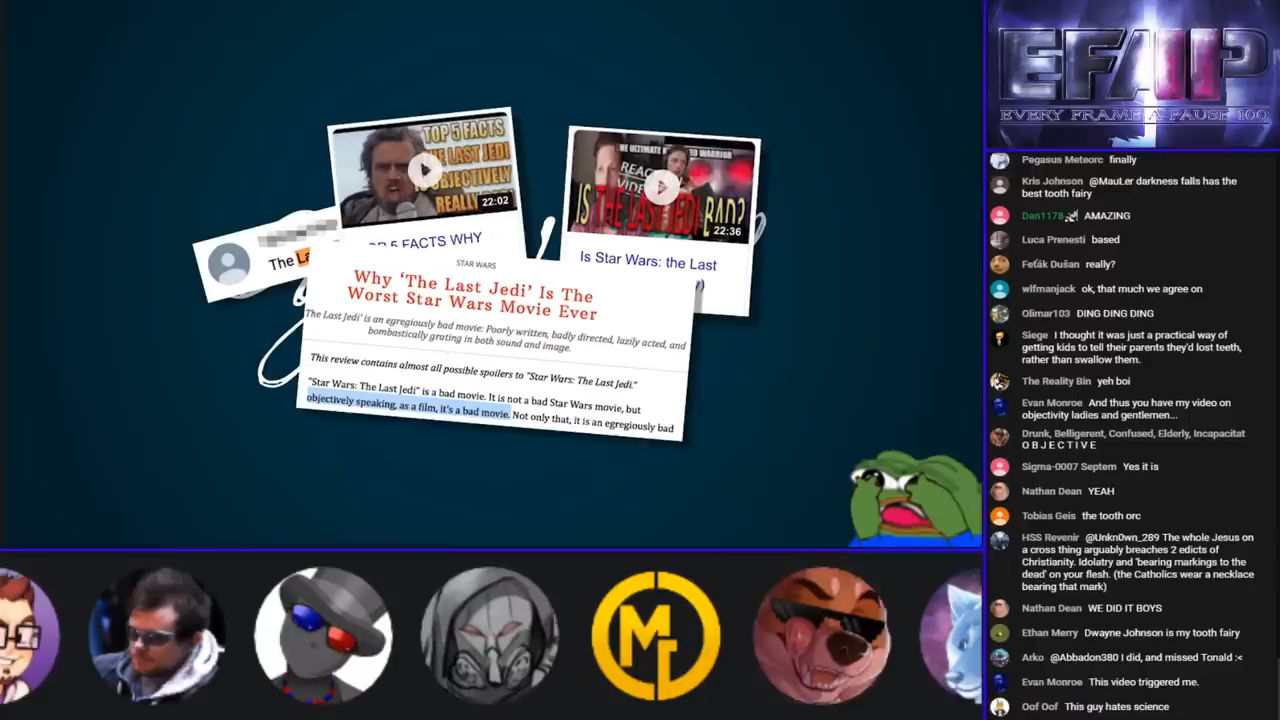 TOP 5 FACTS
THE LAST JEDI
OBJECTIVELY
REALLY
22:02
5 FACTS WHY
THE ULTIMATE
WARRIOR
IS THE LAST JEDI BAD?
22:36
Is Star Wars: the Last
The
STAR WARS
Why ‘The Last Jedi’ Is The
Worst Star Wars Movie Ever
The Last Jedi’ is an egregiously bad movie: Poorly written, badly directed, lazily acted, and
bombastically grating in both sound and image.
This review contains almost all possible spoilers to “Star Wars: The Last Jedi.”
“Star Wars: The Last Jedi” is a bad movie. It is not a bad Star Wars movie, but
objectively speaking, as a film, it’s a bad movie. Not only that, it is an egregiously bad
EFAP
EVERY FRAME A PAUSE 100
Pegasus Meteorc finally
Kris Johnson @MauLer darkness falls has the
best tooth fairy
Dan1178 AMAZING
Luca Prenesti based
Feťák Dušan really?
wlfmanjack ok, that much we agree on
Olimar103 DING DING DING
Siege I thought it was just a practical way of
getting kids to tell their parents they'd lost teeth,
rather than swallow them.
The Reality Bin yeh boi
Evan Monroe And thus you have my video on
objectivity ladies and gentlemen...
Drunk, Belligerent, Confused, Elderly, Incapacitat
O B J E C T I V E
Sigma-0007 Septem Yes it is
Nathan Dean YEAH
Tobias Geis the tooth orc
HSS Revenir @Unkn0wn_289 The whole Jesus on
a cross thing arguably breaches 2 edicts of
Christianity. Idolatry and 'bearing markings to the
dead' on your flesh. (the Catholics wear a necklace
bearing that mark)
Nathan Dean WE DID IT BOYS
Ethan Merry Dwayne Johnson is my tooth fairy
Arko @Abbadon380 I did, and missed Tonald :<
Evan Monroe This video triggered me.
Oof Oof This guy hates science